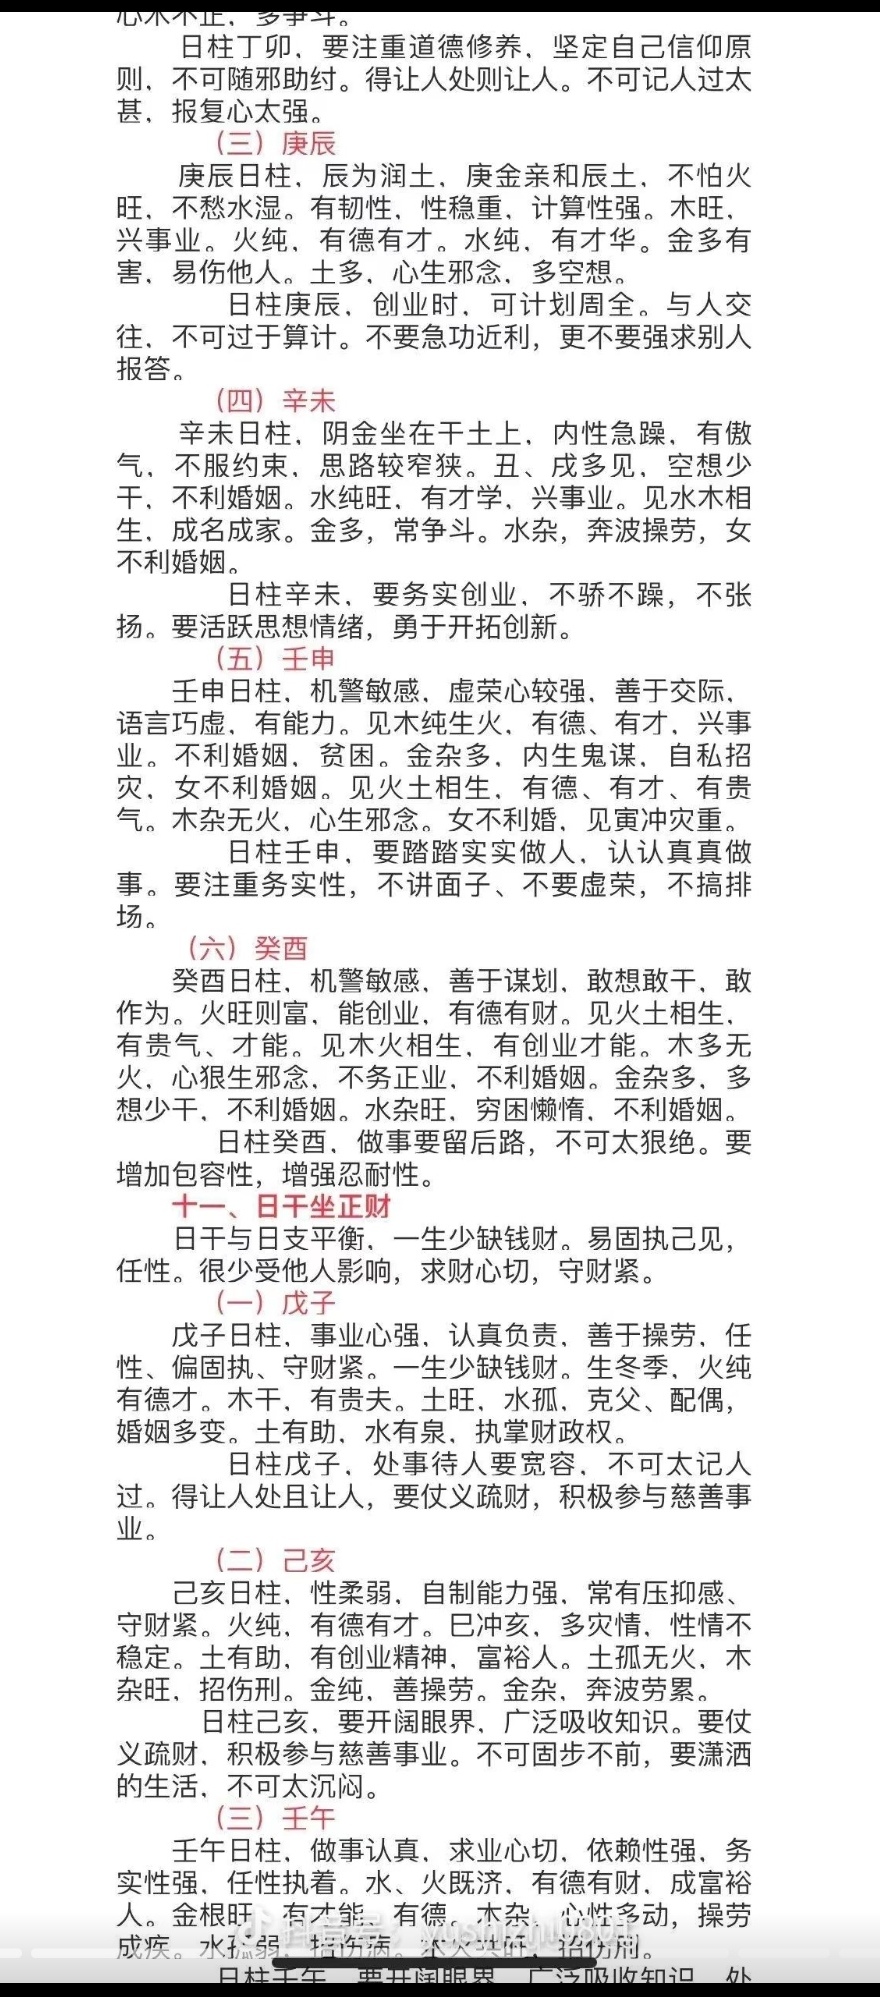 心术不正，多争斗。
日柱丁卯，要注重道德修养，坚定自己信仰原
则，不可随邪助纣。得让人处则让人。不可记人过太
甚，报复心太强。
（三）庚辰
庚辰日柱，辰为润土，庚金亲和辰土，不怕火
旺，不愁水湿。有韧性，性稳重，计算性强。木旺，
兴事业。火纯，有德有才。水纯，有才华。金多有
害，易伤他人。土多，心生邪念，多空想。
日柱庚辰，创业时，可计划周全。与人交
往，不可过于算计。不要急功近利，更不要强求别人
报答。
（四）辛未
辛未日柱，阴金坐在干土上，内性急躁，有傲
气，不服约束，思路较窄狭。丑、戌多见，空想少
干，不利婚姻。水纯旺，有才学，兴事业。见水木相
生，成名成家。金多，常争斗。水杂，奔波操劳，女
不利婚姻。
日柱辛未，要务实创业，不骄不躁，不张
扬。要活跃思想情绪，勇于开拓创新。
（五）壬申
壬申日柱，机警敏感，虚荣心较强，善于交际，
语言巧虚，有能力。见木纯生火，有德、有才，兴事
业。不利婚姻，贫困。金杂多，内生鬼谋，自私招
灾，女不利婚姻。见火土相生，有德、有才、有贵
气。木杂无火，心生邪念。女不利婚，见寅冲灾重。
日柱壬申，要踏踏实实做人，认认真真做
事。要注重务实性，不讲面子、不要虚荣，不搞排
场。
（六）癸酉
癸酉日柱，机警敏感，善于谋划，敢想敢干，敢
作为。火旺则富，能创业，有德有财。见火土相生，
有贵气、才能。见木火相生，有创业才能。木多无
火，心狠生邪念，不务正业，不利婚姻。金杂多，多
想少干，不利婚姻。水杂旺，穷困懒惰，不利婚姻。
日柱癸酉，做事要留后路，不可太狠绝。要
增加包容性，增强忍耐性。
十一、日干坐正财
日干与日支平衡，一生少缺钱财。易固执己见，
任性。很少受他人影响，求财心切，守财紧。
（一）戊子
戊子日柱，事业心强，认真负责，善于操劳，任
性、偏固执、守财紧。一生少缺钱财。生冬季，火纯
有德才。木干，有贵夫。土旺，水孤，克父、配偶，
婚姻多变。土有助，水有泉，执掌财政权。
日柱戊子，处事待人要宽容，不可太记人
过。得让人处且让人，要仗义疏财，积极参与慈善事
业。
（二）己亥
己亥日柱，性柔弱，自制能力强，常有压抑感、
守财紧。火纯，有德有才。巳冲亥，多灾情，性情不
稳定。土有助，有创业精神，富裕人。土孤无火，木
杂旺，招伤刑。金纯，善操劳。金杂，奔波劳累。
日柱己亥，要开阔眼界，广泛吸收知识。要仗
义疏财，积极参与慈善事业。不可固步不前，要潇洒
的生活，不可太沉闷。
（三）壬午
壬午日柱，做事认真，求业心切，依赖性强，务
实性强，任性执着。水、火既济，有德有财，成富裕
人。金根旺，有才能，有德。木杂，心性多动，操劳
成疾。水孤弱，招伤病。木火共旺，招伤刑。
日柱壬午，要开阔眼界，广泛吸收知识，处